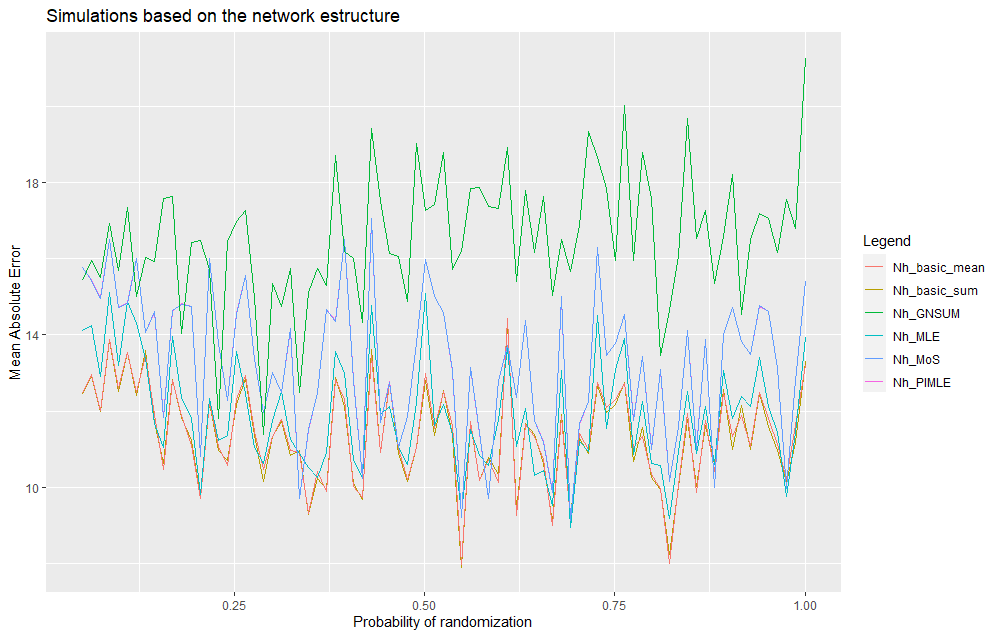 Simulations based on the network estructure
Mean Absolute Error
18
14
10
0.25
0.50
0.75
1.00
Probability of randomization
Legend
Nh_basic_mean
Nh_basic_sum
Nh_GNSUM
Nh_MLE
Nh_MoS
Nh_PIMLE